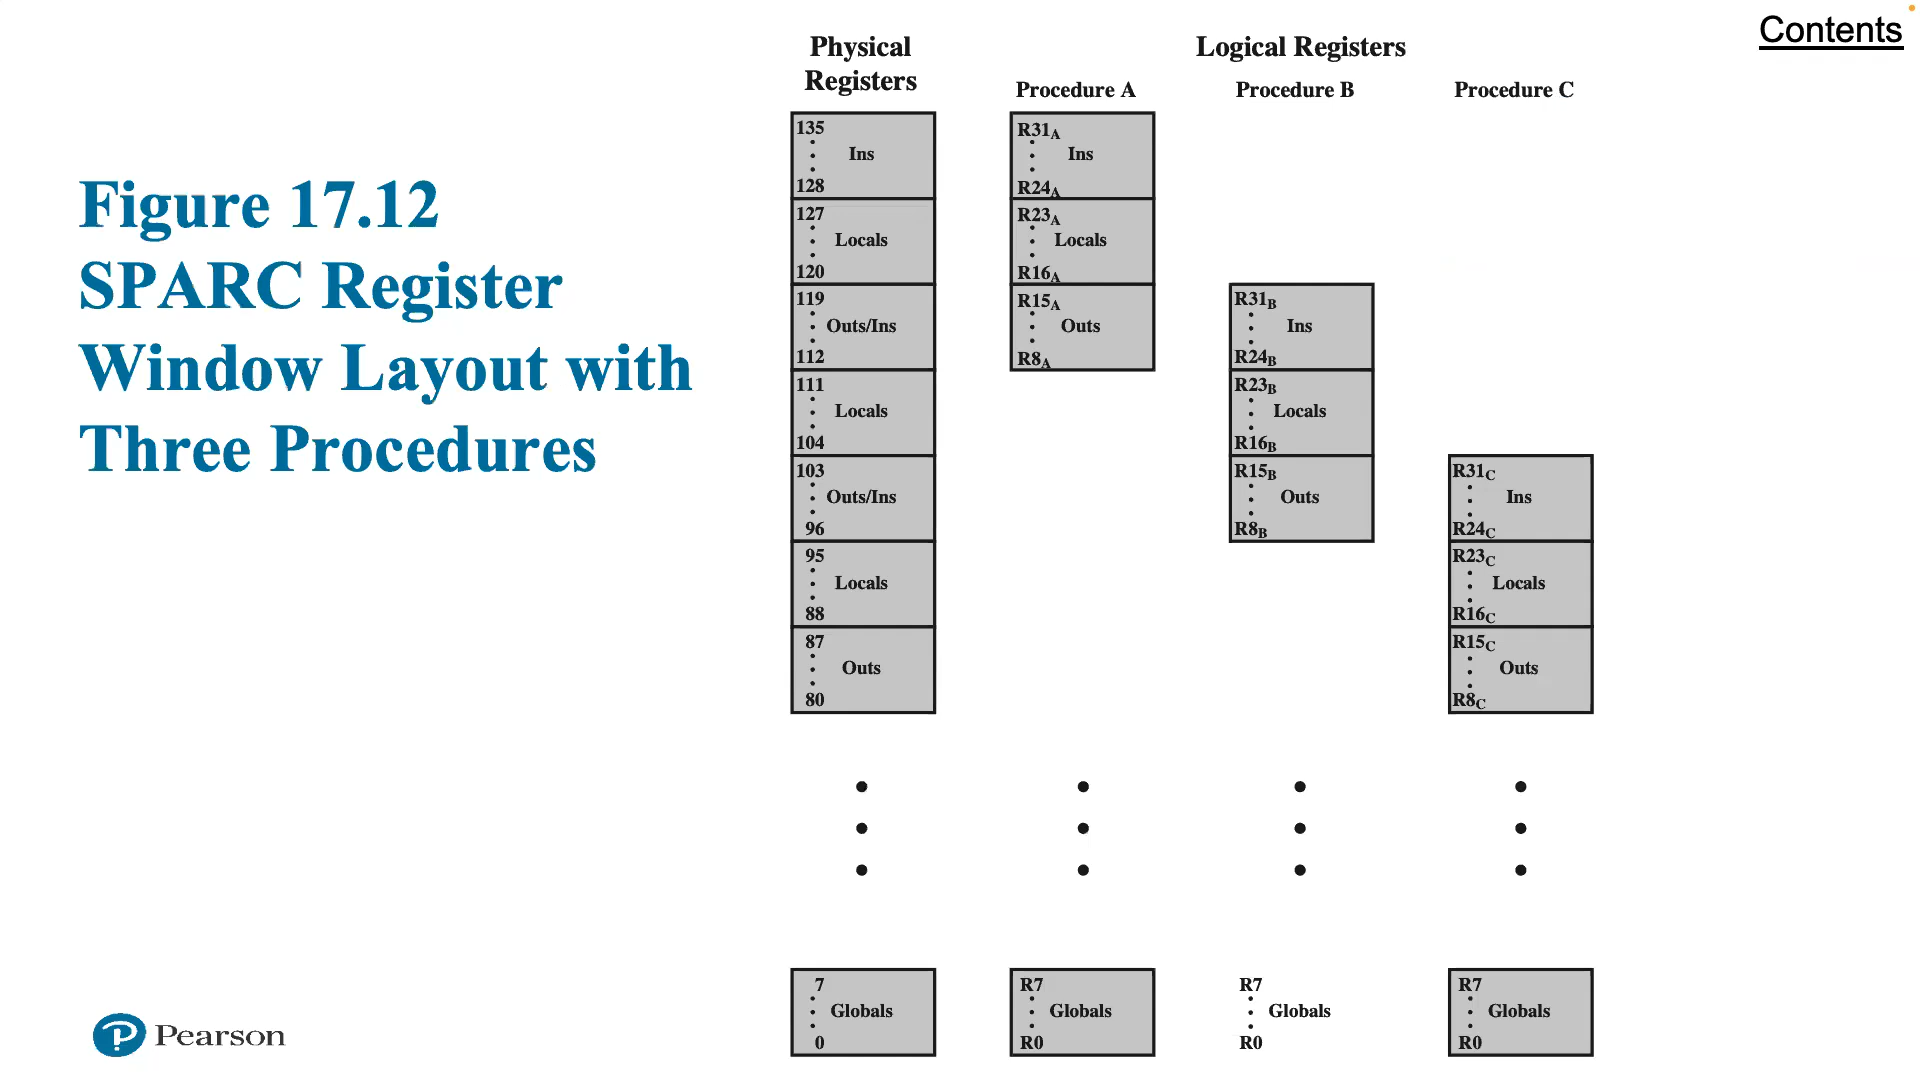 Contents
Figure 17.12
SPARC Register
Window Layout with
Three Procedures
Physical
Registers
Logical Registers
Procedure A
Procedure B
Procedure C
135
Ins
128
127
Locals
120
119
Outs/Ins
112
111
Locals
104
103
Outs/Ins
96
95
Locals
88
87
Outs
80
7
Globals
0
R31A
Ins
R24A
R23A
Locals
R16A
R15A
Outs
R8A
R7
Globals
R0
R31B
Ins
R24B
R23B
Locals
R16B
R15B
Outs
R8B
R7
Globals
R0
R31C
Ins
R24C
R23C
Locals
R16C
R15C
Outs
R8C
R7
Globals
R0
Pearson